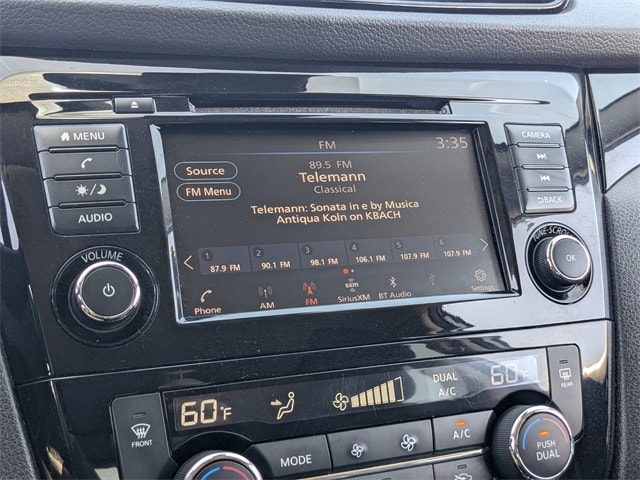 FM 3:35
MENU
CAMERA
89.5 FM
Source
Telemann
Classical
FM Menu
BACK
AUDIO
Telemann: Sonata in e by Musica
Antiqua Koln on KBACH
VOLUME
TUNE·SCROLL
OK
1 2 3 4 5 6
87.9 FM 90.1 FM 98.1 FM 106.1 FM 107.9 FM 107.9 FM
sxm
Phone AM FM SiriusXM BT Audio Settings
60°F
DUAL
A/C
60°F
REAR
FRONT
MODE
A/C
PUSH
DUAL